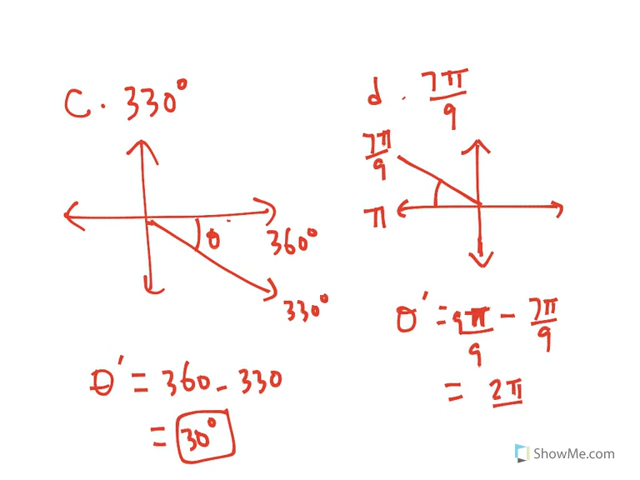 c. 330°
θ
360°
330°
θ' = 360 - 330
= 30°
d. 7π/9
7π/9
π
θ' = 9π/9 - 7π/9
= 2π
ShowMe.com